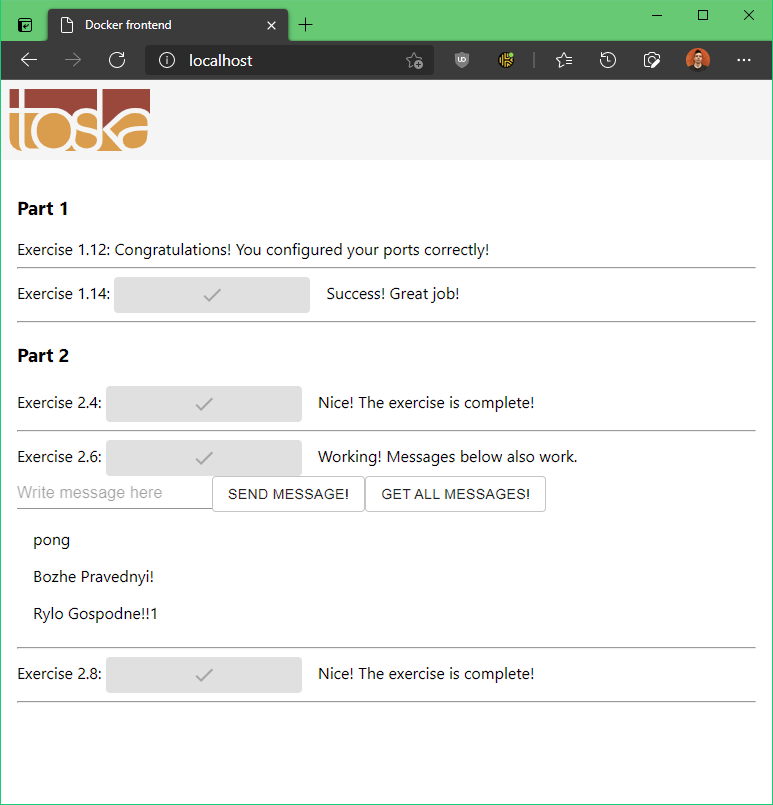 Docker frontend
localhost
toska
Part 1
Exercise 1.12: Congratulations! You configured your ports correctly!
Exercise 1.14: Success! Great job!
Part 2
Exercise 2.4: Nice! The exercise is complete!
Exercise 2.6: Working! Messages below also work.
Write message here SEND MESSAGE! GET ALL MESSAGES!
pong
Bozhe Pravednyi!
Rylo Gospodne!!1
Exercise 2.8: Nice! The exercise is complete!